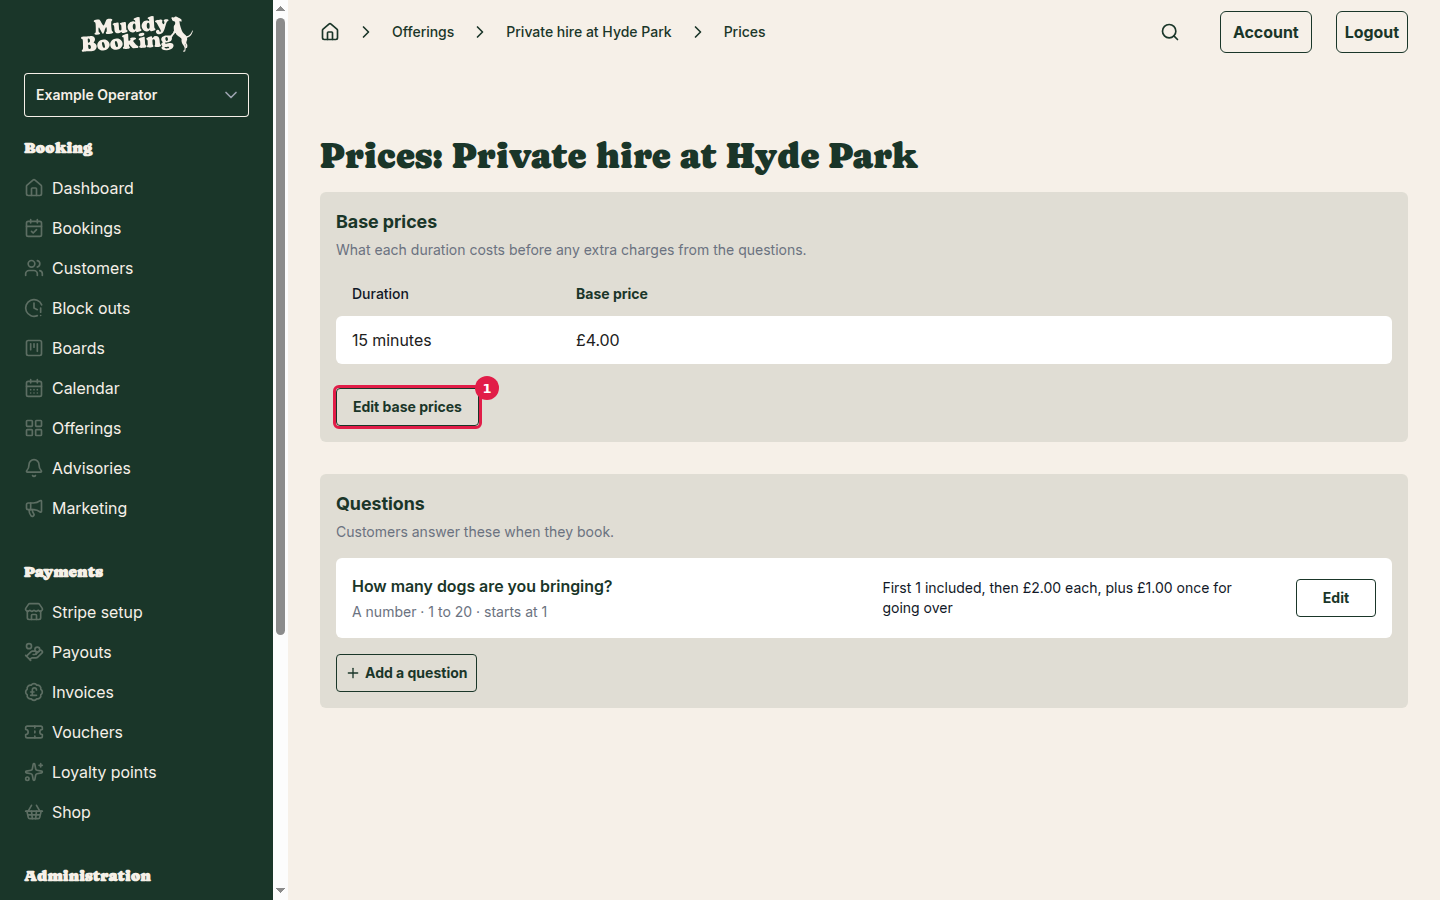 Muddy
Booking
Example Operator
Booking
Dashboard
Bookings
Customers
Block outs
Boards
Calendar
Offerings
Advisories
Marketing
Payments
Stripe setup
Payouts
Invoices
Vouchers
Loyalty points
Shop
Administration
Offerings
Private hire at Hyde Park
Prices
Account
Logout
Prices: Private hire at Hyde Park
Base prices
What each duration costs before any extra charges from the questions.
Duration
Base price
15 minutes
£4.00
Edit base prices
1
Questions
Customers answer these when they book.
How many dogs are you bringing?
A number · 1 to 20 · starts at 1
First 1 included, then £2.00 each, plus £1.00 once for
going over
Edit
+ Add a question